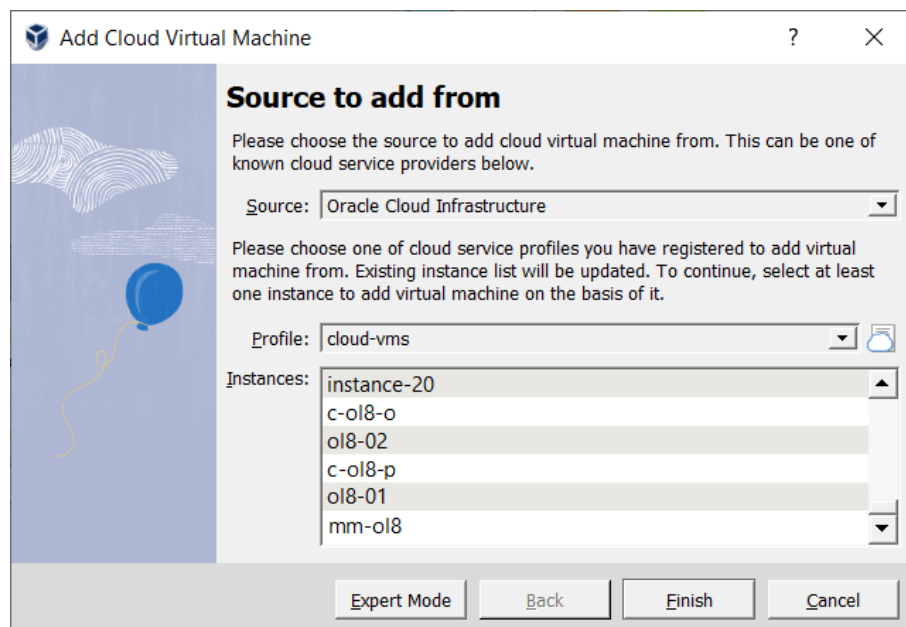 Add Cloud Virtual Machine
?
Source to add from
Please choose the source to add cloud virtual machine from. This can be one of
known cloud service providers below.
Source: Oracle Cloud Infrastructure
Please choose one of cloud service profiles you have registered to add virtual
machine from. Existing instance list will be updated. To continue, select at least
one instance to add virtual machine on the basis of it.
Profile: cloud-vms
Instances: instance-20
c-ol8-o
ol8-02
c-ol8-p
ol8-01
mm-ol8
Expert Mode Back Finish Cancel